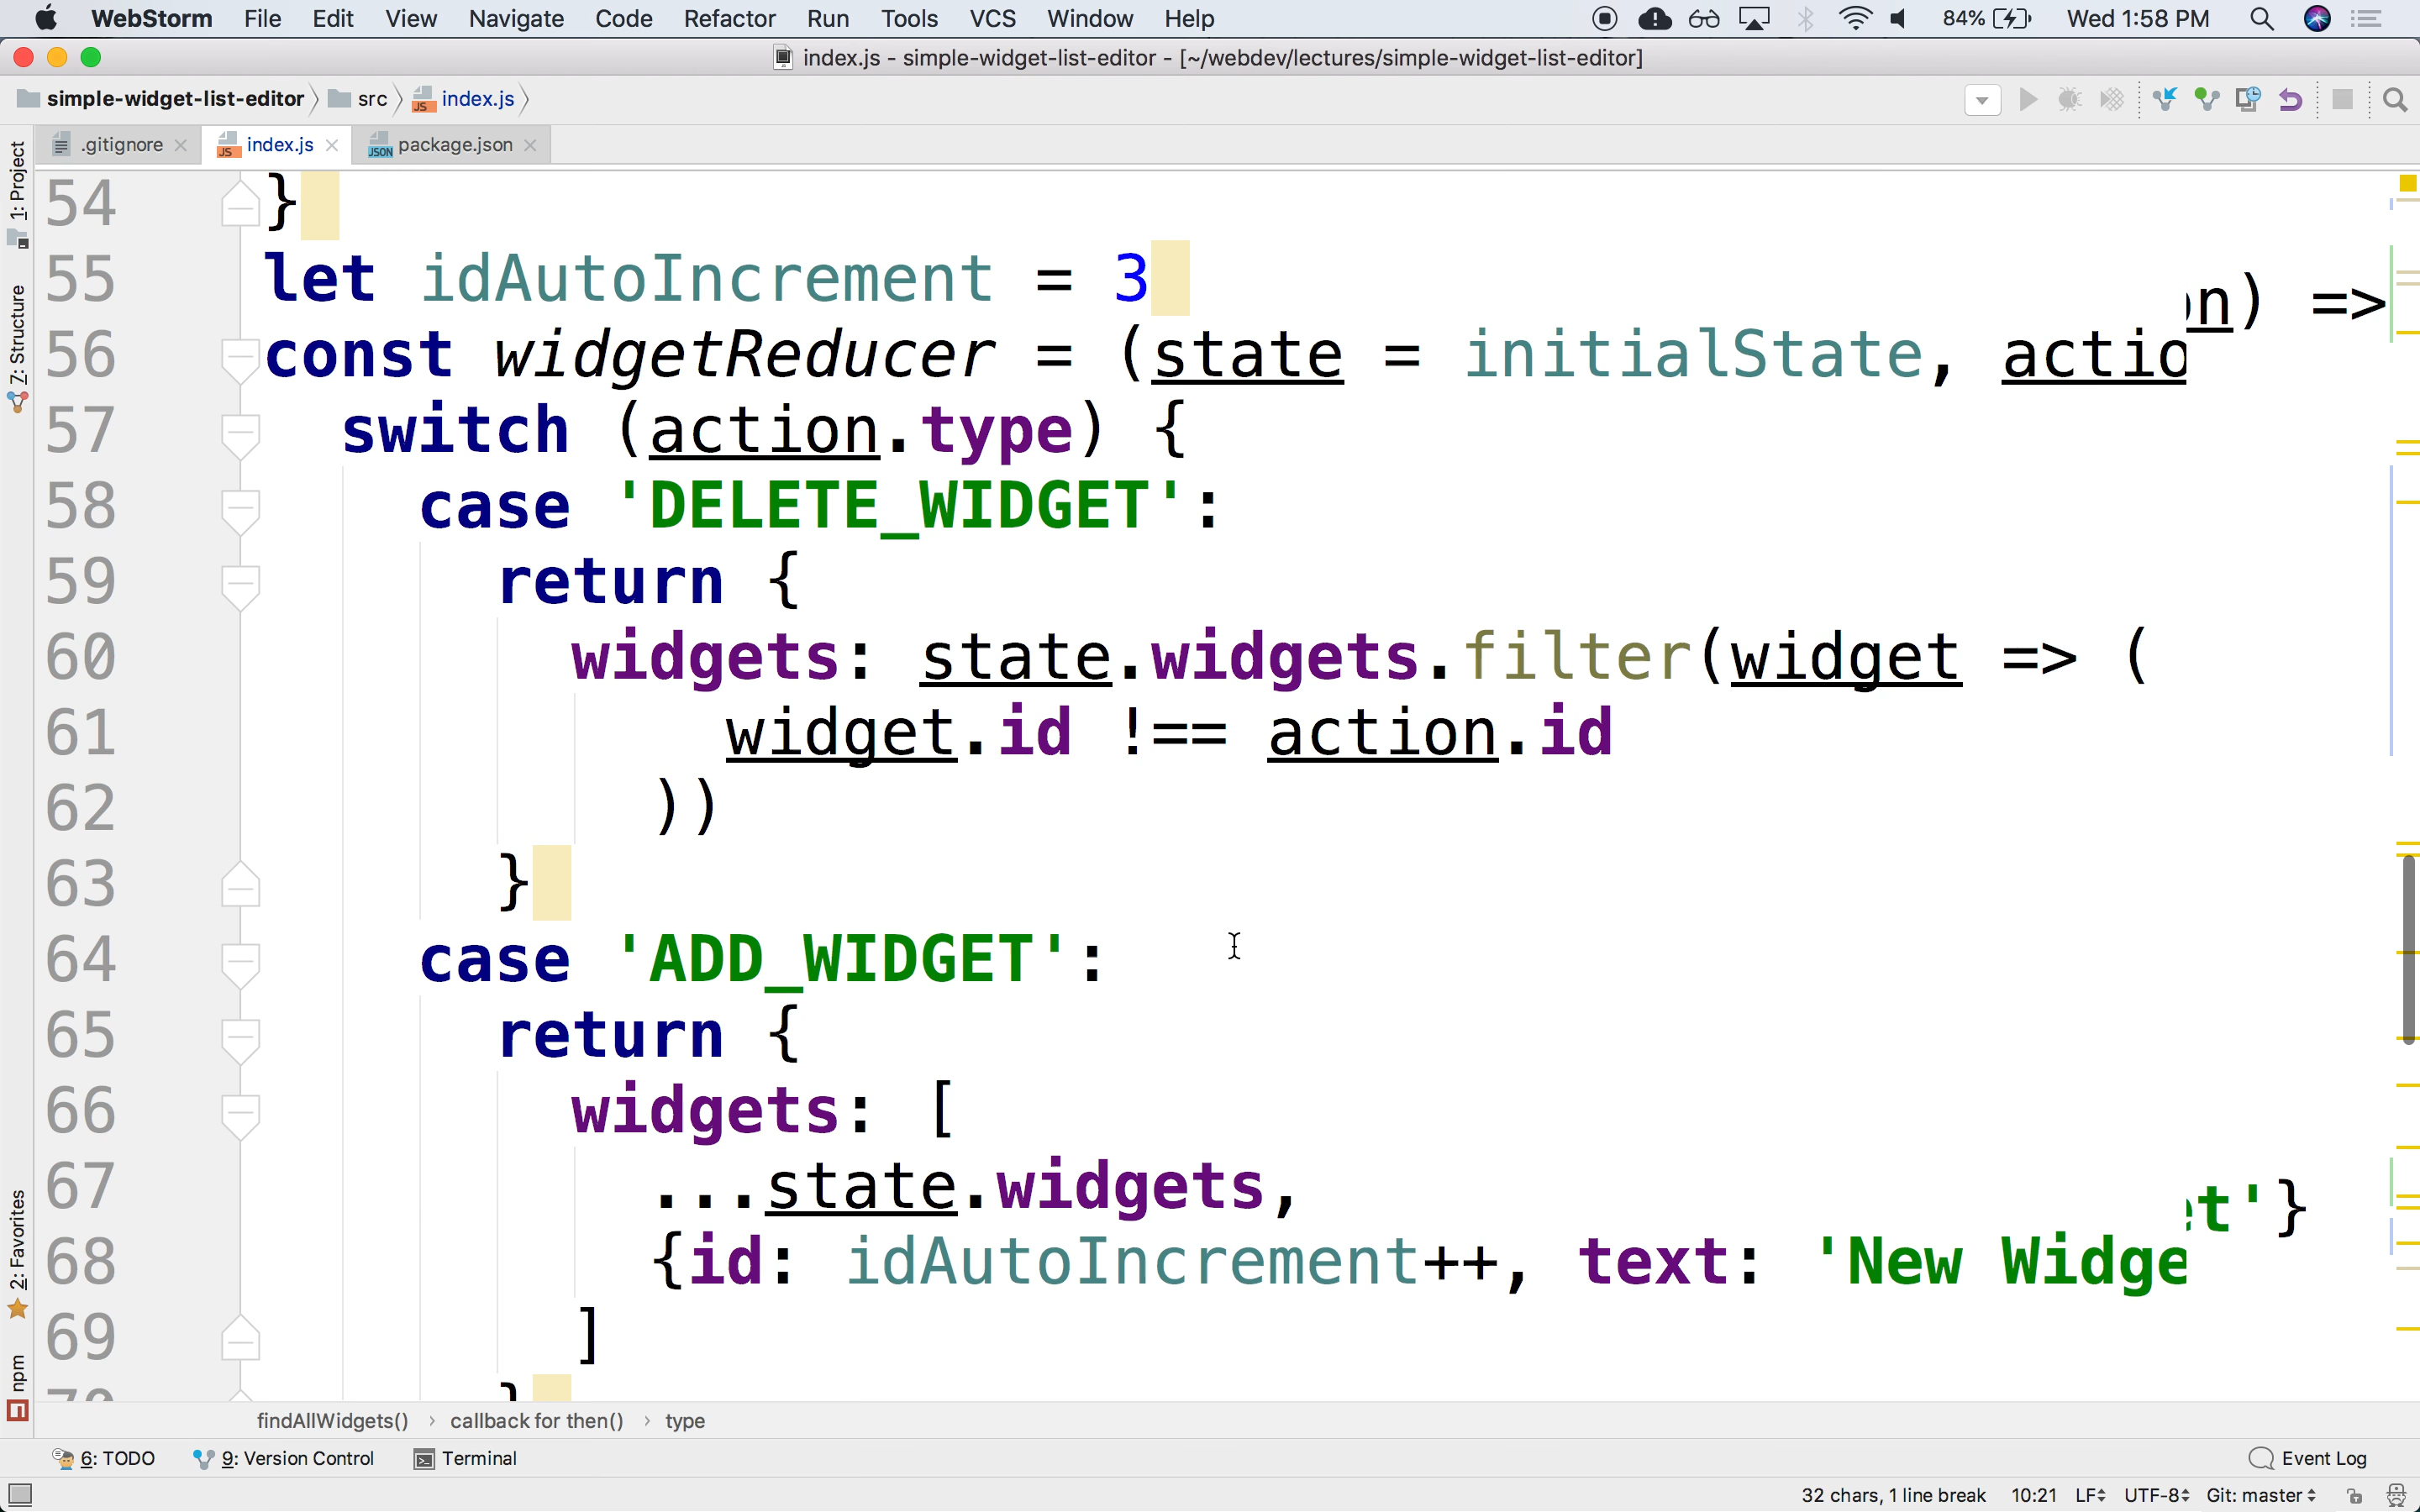 WebStorm File Edit View Navigate Code Refactor Run Tools VCS Window Help 84% Wed 1:58 PM
index.js - simple-widget-list-editor - [~/webdev/lectures/simple-widget-list-editor]
simple-widget-list-editor src index.js
.gitignore index.js package.json
1: Project
7: Structure
2: Favorites
npm
54 }
55 let idAutoIncrement = 3
56 const widgetReducer = (state = initialState, action) =>
57 switch (action.type) {
58 case 'DELETE_WIDGET':
59 return {
60 widgets: state.widgets.filter(widget => (
61 widget.id !== action.id
62 ))
63 }
64 case 'ADD_WIDGET':
65 return {
66 widgets: [
67 ...state.widgets,
68 {id: idAutoIncrement++, text: 'New Widget'}
69 ]
70 }
findAllWidgets() › callback for then() › type
6: TODO 9: Version Control Terminal Event Log
32 chars, 1 line break 10:21 LF UTF-8 Git: master